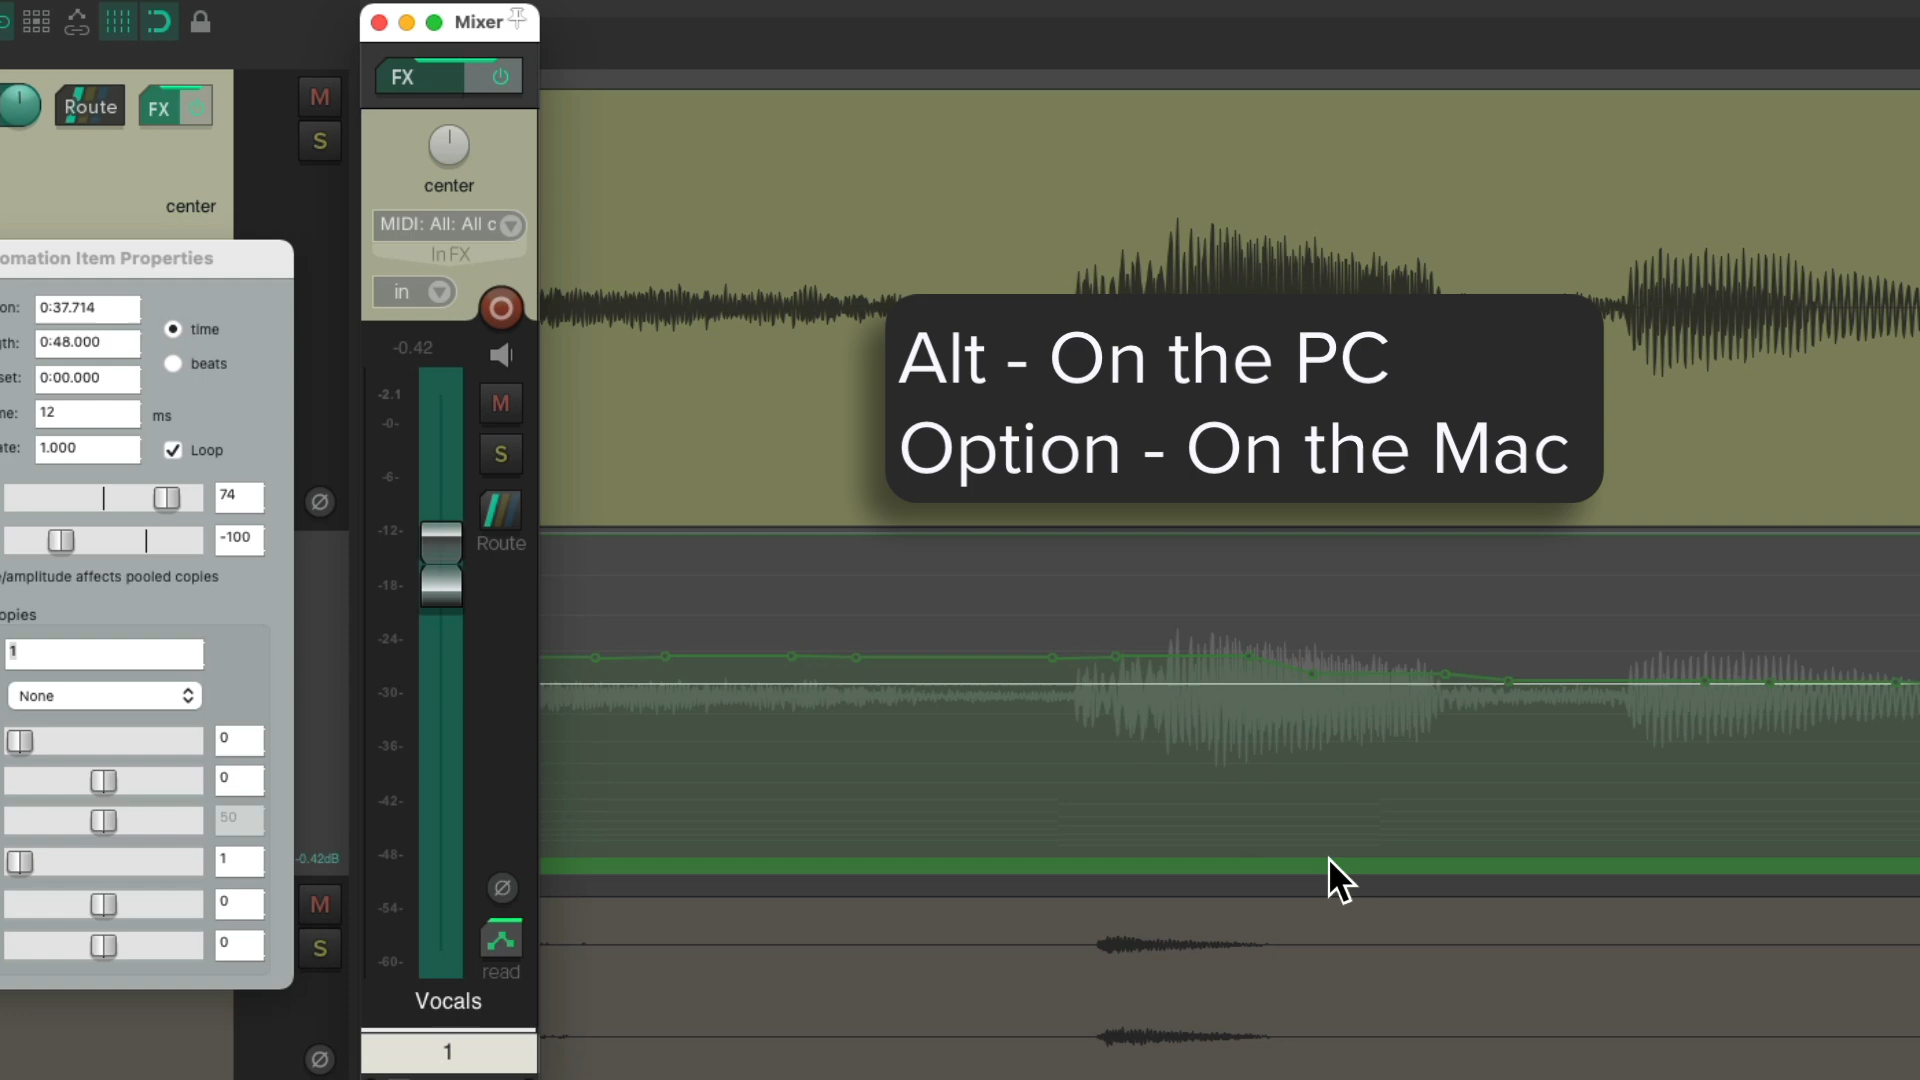 Mixer
FX
Route
FX
M
S
center
center
MIDI: All: All c
In FX
in
omation Item Properties
on:
0:37.714
time
gth:
0:48.000
beats
set:
0:00.000
me:
12
ms
ate:
1.000
Loop
74
-100
e/amplitude affects pooled copies
opies
1
None
0
0
50
1
0
0
-0.42dB
M
S
-0.42
-2.1
-0-
-6-
-12-
-18-
-24-
-30-
-36-
-42-
-48-
-54-
-60-
M
S
Route
read
Vocals
1
Alt - On the PC
Option - On the Mac